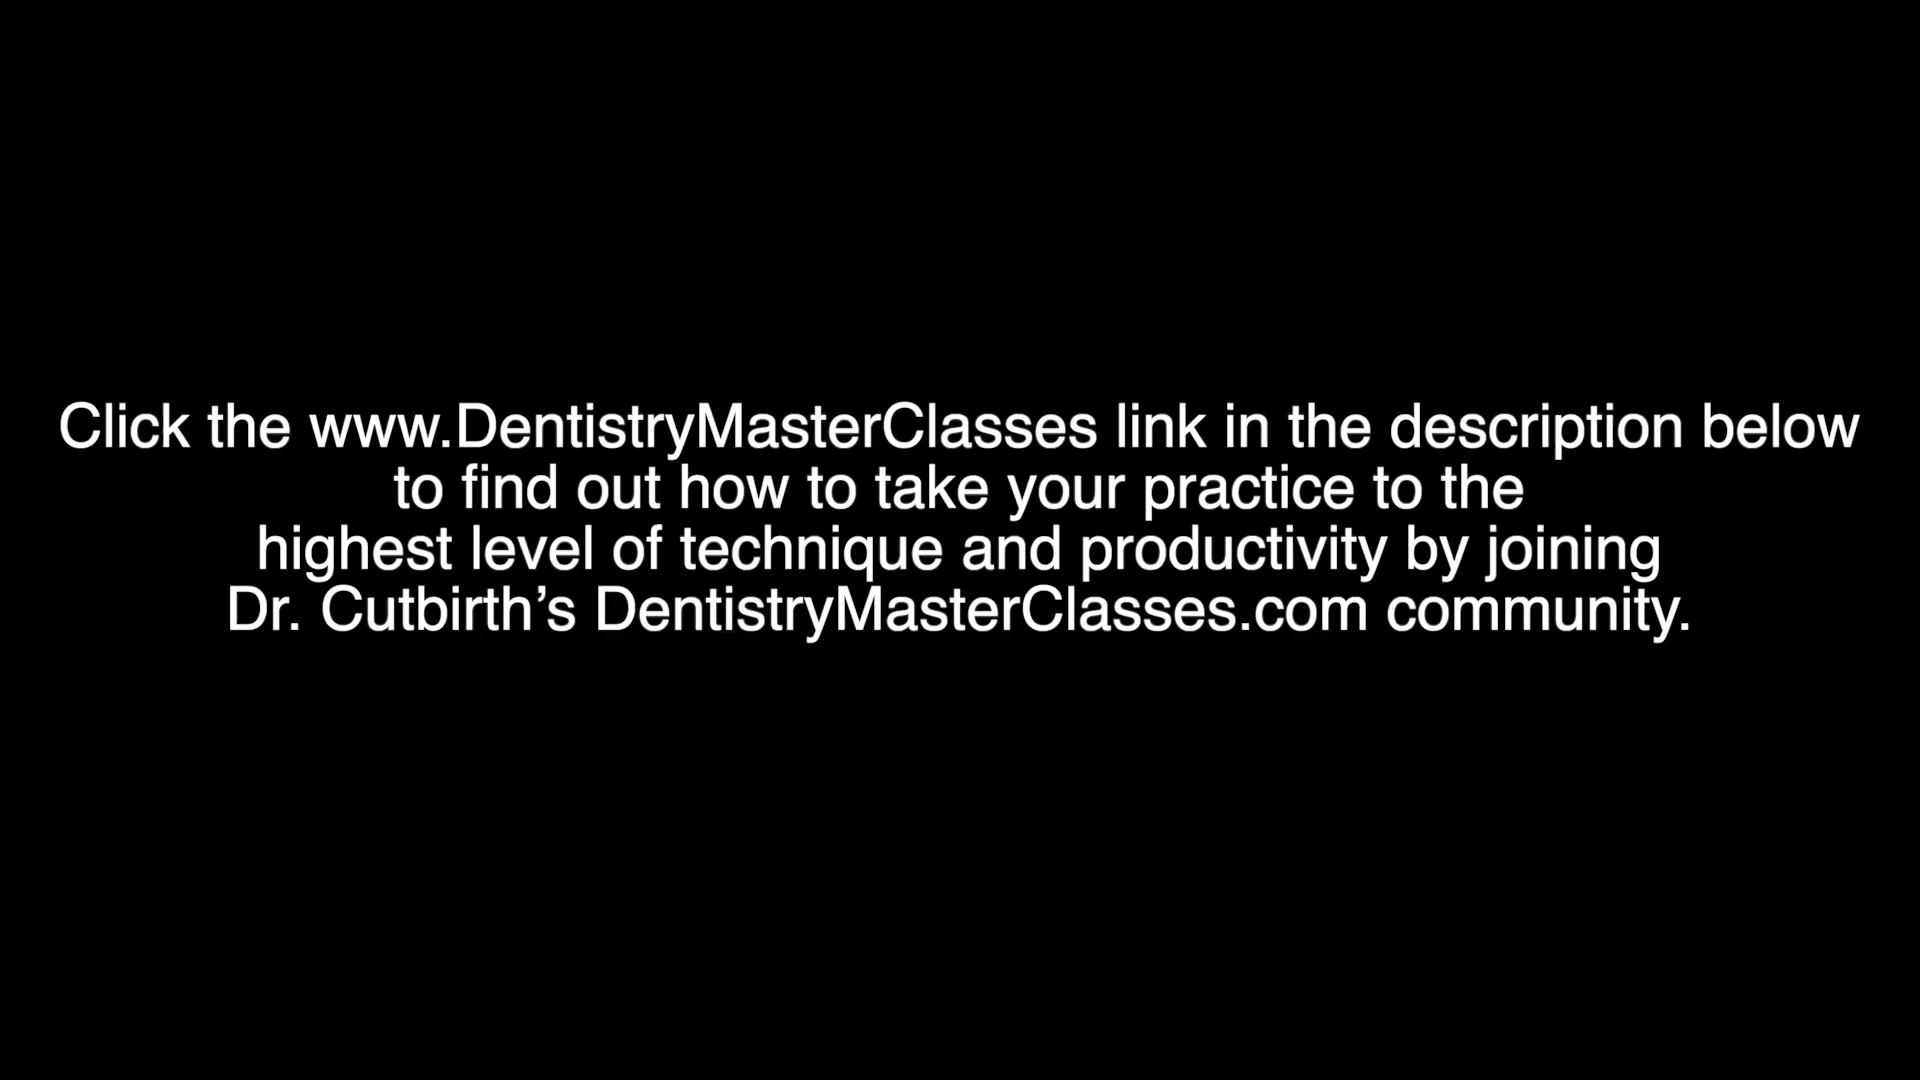 Click the www.DentistryMasterClasses link in the description below
to find out how to take your practice to the
highest level of technique and productivity by joining
Dr. Cutbirth’s DentistryMasterClasses.com community.